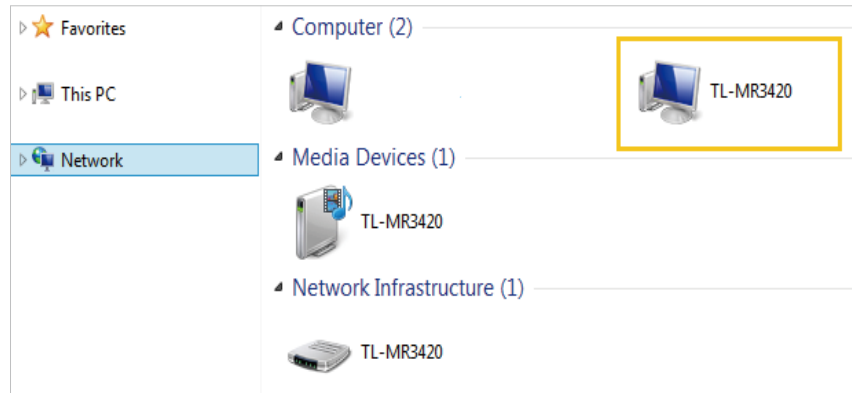 Favorites
This PC
Network
Computer (2)
TL-MR3420
Media Devices (1)
TL-MR3420
Network Infrastructure (1)
TL-MR3420